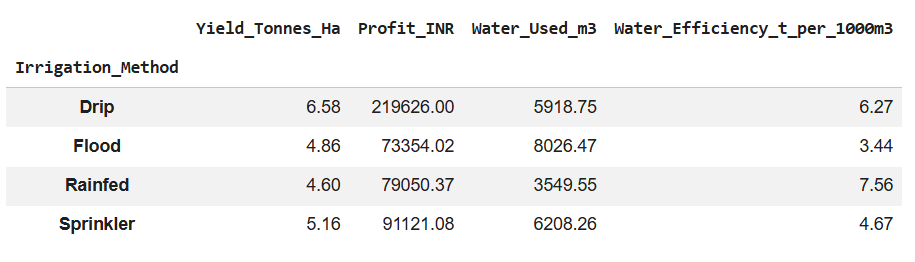 Yield_Tonnes_Ha Profit_INR Water_Used_m3 Water_Efficiency_t_per_1000m3
Irrigation_Method
Drip 6.58 219626.00 5918.75 6.27
Flood 4.86 73354.02 8026.47 3.44
Rainfed 4.60 79050.37 3549.55 7.56
Sprinkler 5.16 91121.08 6208.26 4.67